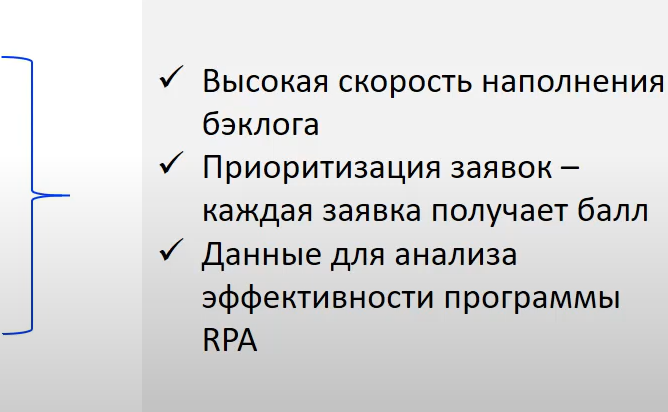 ✓ Высокая скорость наполнения
бэклога
✓ Приоритизация заявок –
каждая заявка получает балл
✓ Данные для анализа
эффективности программы
RPA